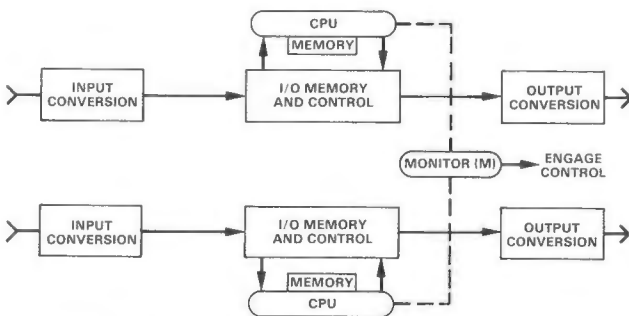 CPU
MEMORY
INPUT
CONVERSION
I/O MEMORY
AND CONTROL
OUTPUT
CONVERSION
MONITOR (M)
ENGAGE
CONTROL
INPUT
CONVERSION
I/O MEMORY
AND CONTROL
OUTPUT
CONVERSION
MEMORY
CPU